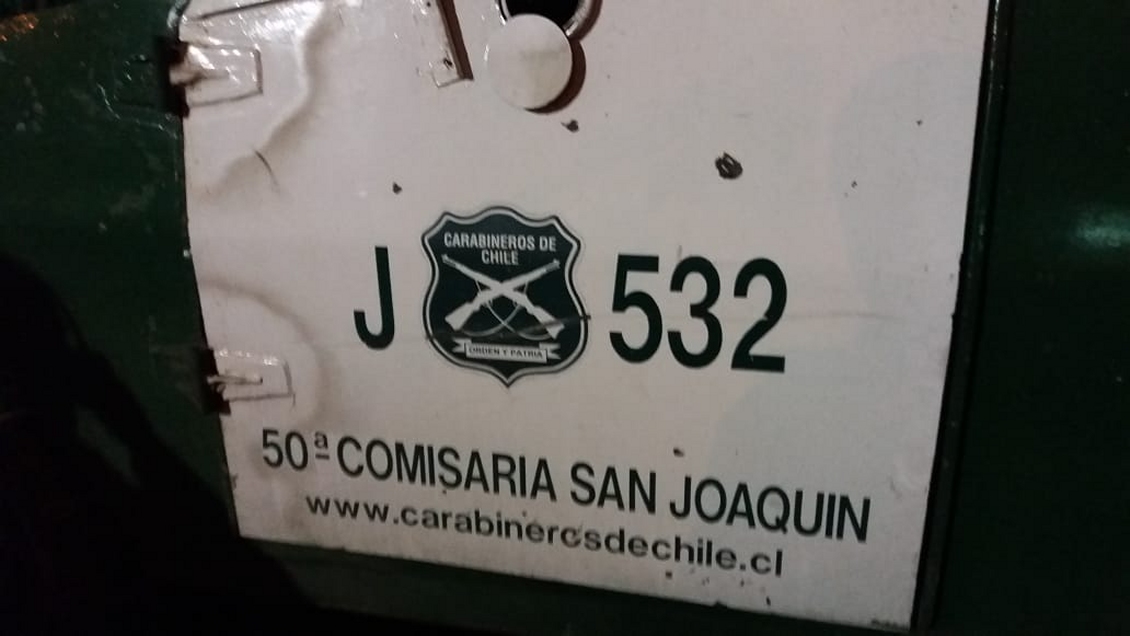 CARABINEROS DE
CHILE
J 532
ORDEN Y PATRIA
50ª COMISARIA SAN JOAQUIN
www.carabinerosdechile.cl